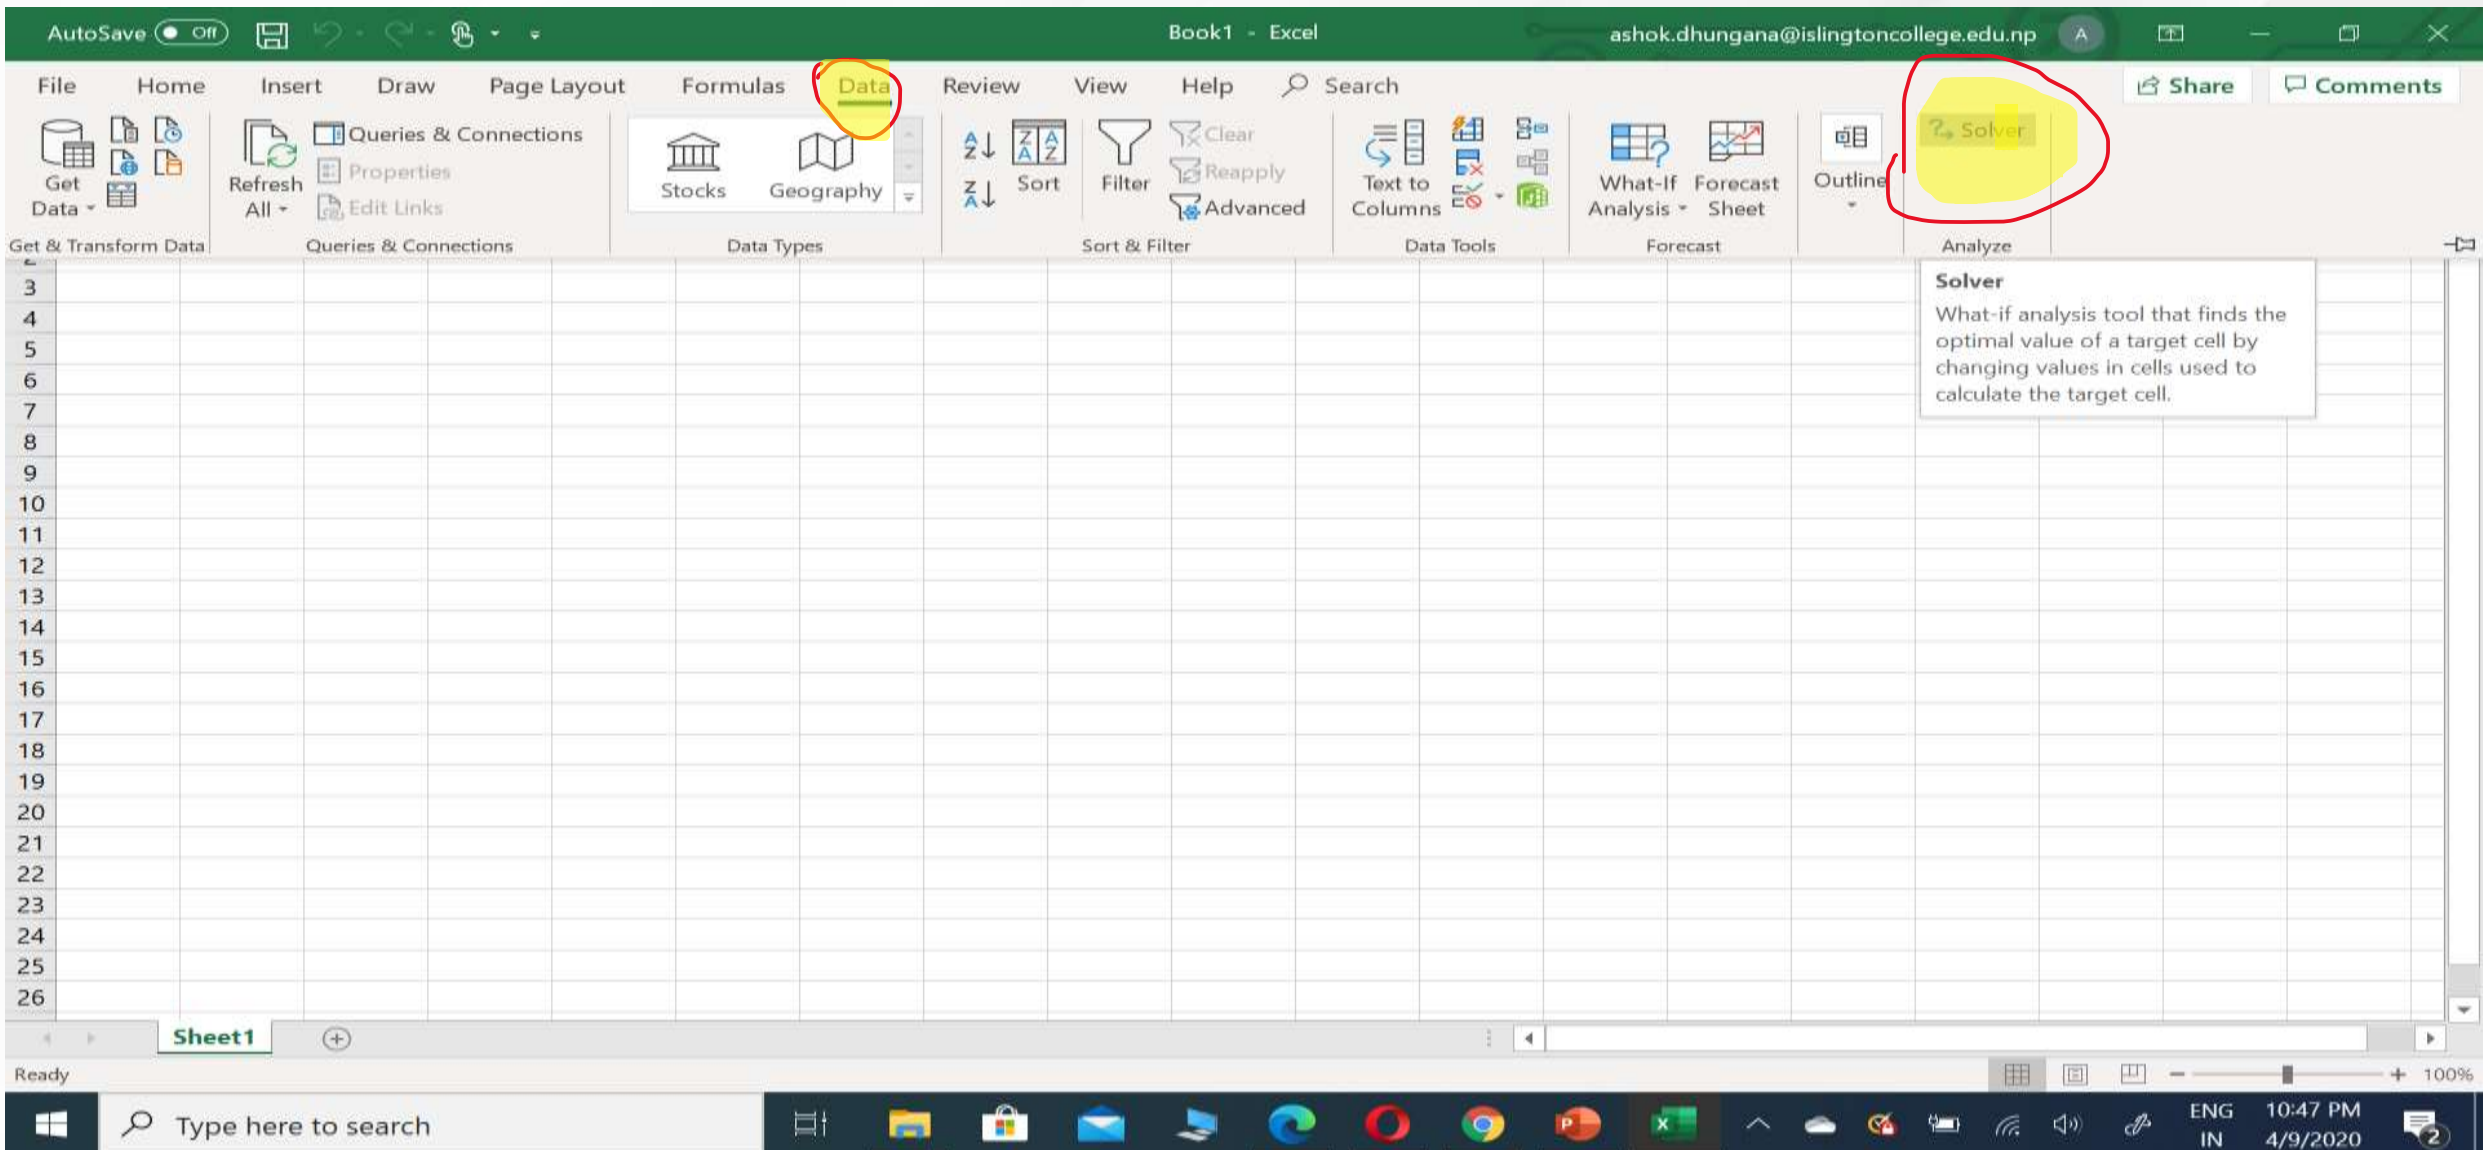 AutoSave Off Book1 - Excel ashok.dhungana@islingtoncollege.edu.np A
File Home Insert Draw Page Layout Formulas Data Review View Help Search Share Comments
Get Data
Refresh All
Queries & Connections
Properties
Edit Links
Stocks
Geography
Sort
Filter
Clear
Reapply
Advanced
Text to Columns
What-If Analysis
Forecast Sheet
Outline
Solver
Get & Transform Data Queries & Connections Data Types Sort & Filter Data Tools Forecast Analyze
Solver
What-if analysis tool that finds the
optimal value of a target cell by
changing values in cells used to
calculate the target cell.
2
3
4
5
6
7
8
9
10
11
12
13
14
15
16
17
18
19
20
21
22
23
24
25
26
Sheet1
Ready 100%
Type here to search
ENG
IN
10:47 PM
4/9/2020
2